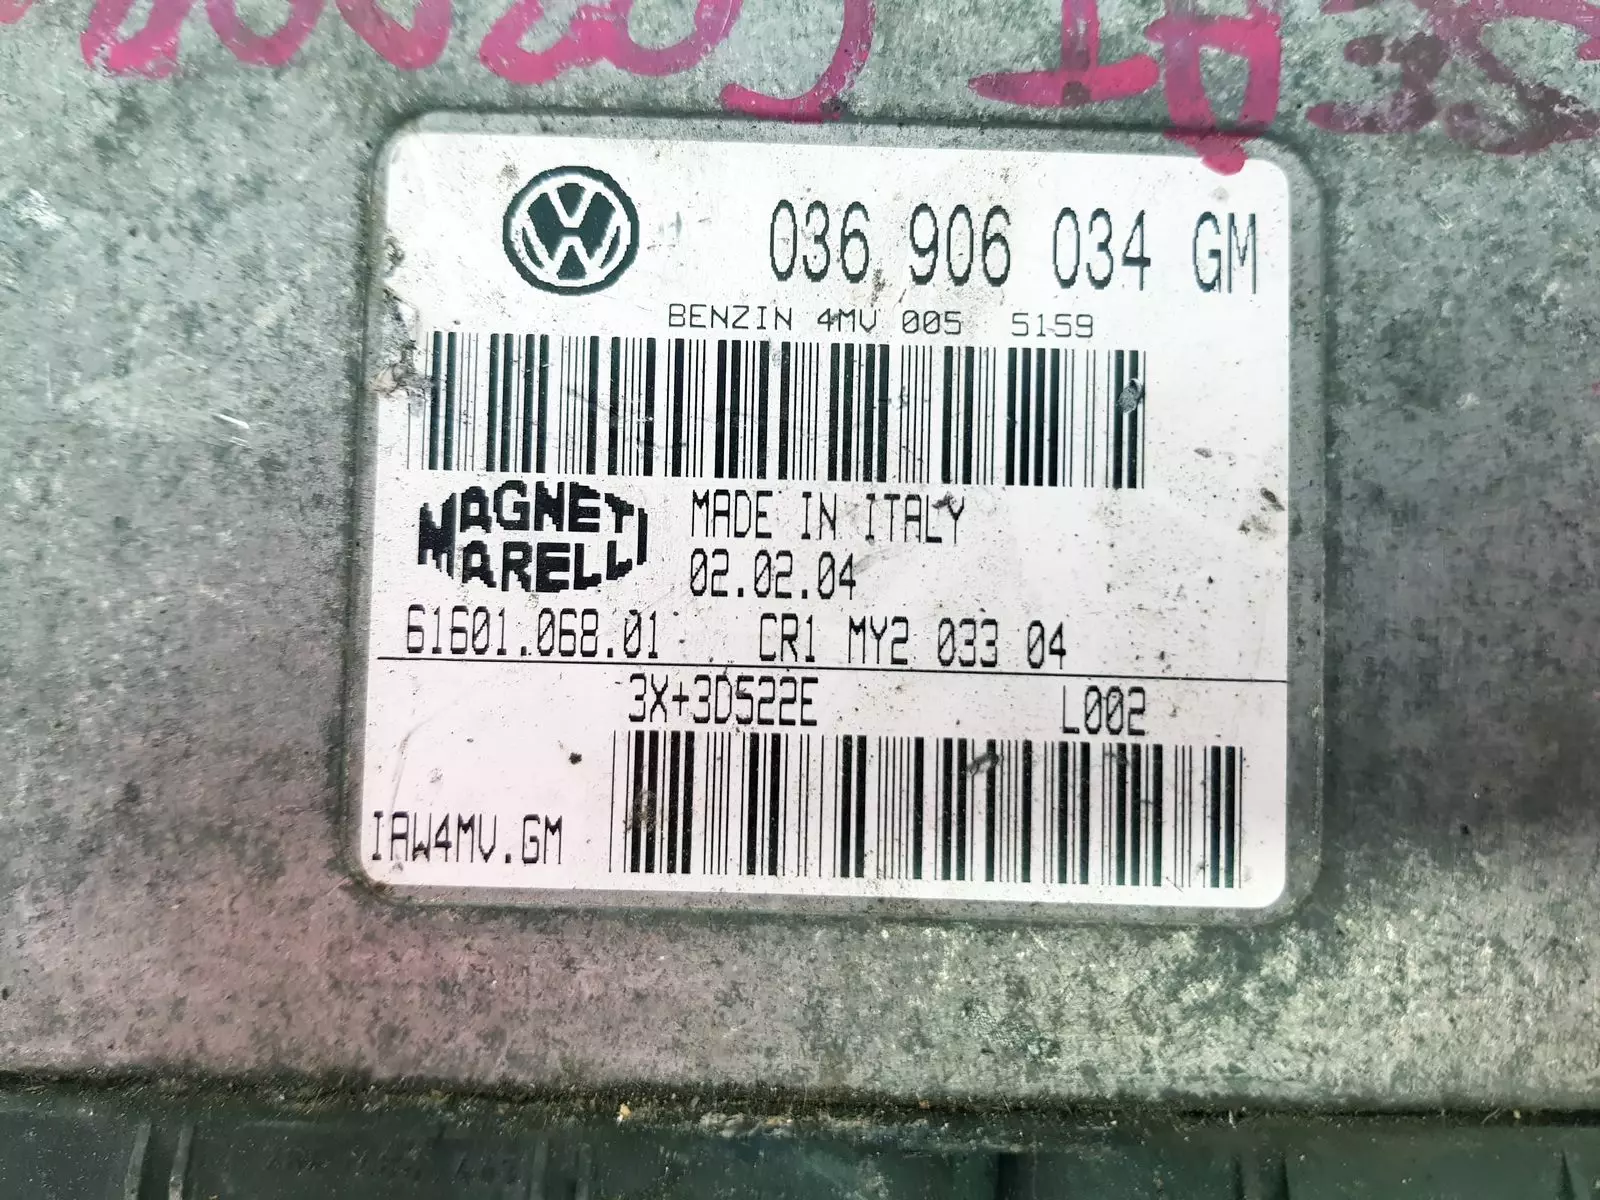 036 906 034 GM
BENZIN 4MV 005 5159
MAGNETI MARELLI
MADE IN ITALY
02.02.04
61601.068.01 CR1 MY2 033 04
3X+3D522E L002
IAW4MV.GM